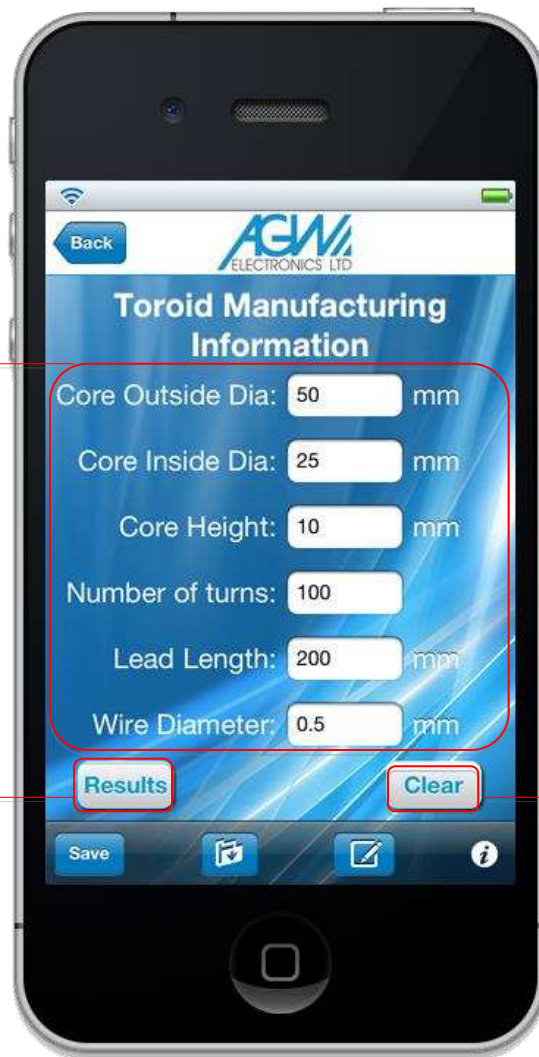 Back
AGW
ELECTRONICS LTD
Toroid Manufacturing
Information
Core Outside Dia: 50 mm
Core Inside Dia: 25 mm
Core Height: 10 mm
Number of turns: 100
Lead Length: 200 mm
Wire Diameter: 0.5 mm
Results Clear
Save i